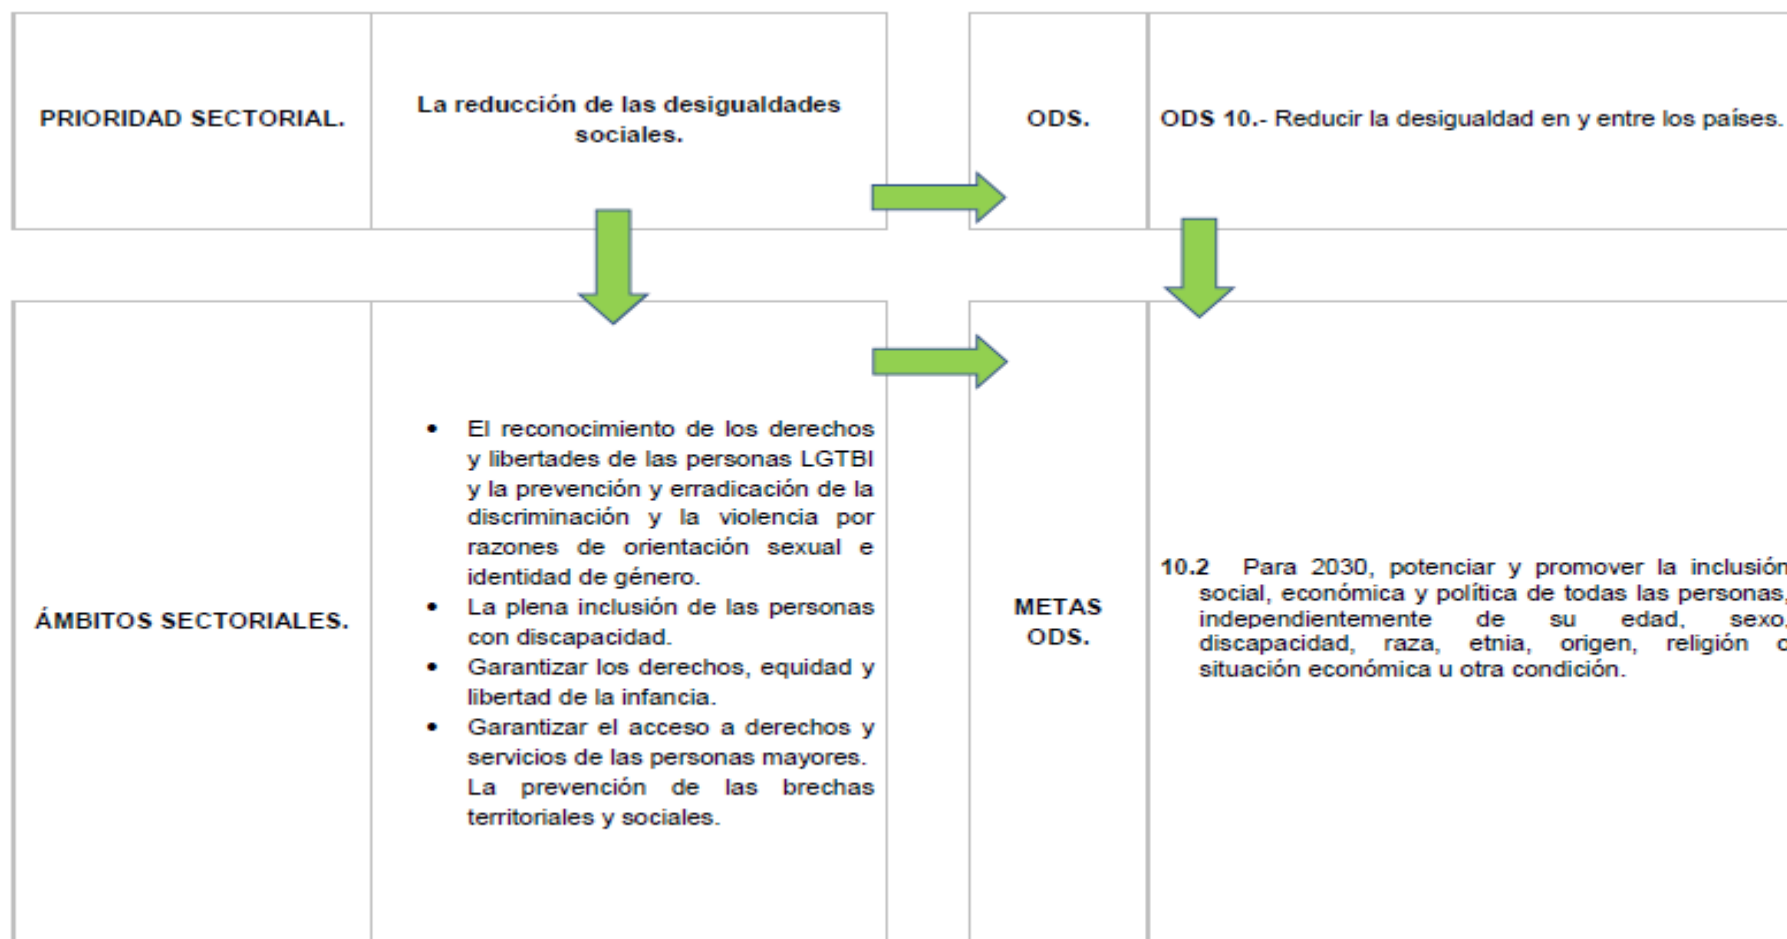 PRIORIDAD SECTORIAL.
La reducción de las desigualdades
sociales.
ODS.
ODS 10.- Reducir la desigualdad en y entre los países.
ÁMBITOS SECTORIALES.
• El reconocimiento de los derechos
y libertades de las personas LGTBI
y la prevención y erradicación de la
discriminación y la violencia por
razones de orientación sexual e
identidad de género.
• La plena inclusión de las personas
con discapacidad.
• Garantizar los derechos, equidad y
libertad de la infancia.
• Garantizar el acceso a derechos y
servicios de las personas mayores.
La prevención de las brechas
territoriales y sociales.
METAS
ODS.
10.2 Para 2030, potenciar y promover la inclusión
social, económica y política de todas las personas,
independientemente de su edad, sexo,
discapacidad, raza, etnia, origen, religión o
situación económica u otra condición.